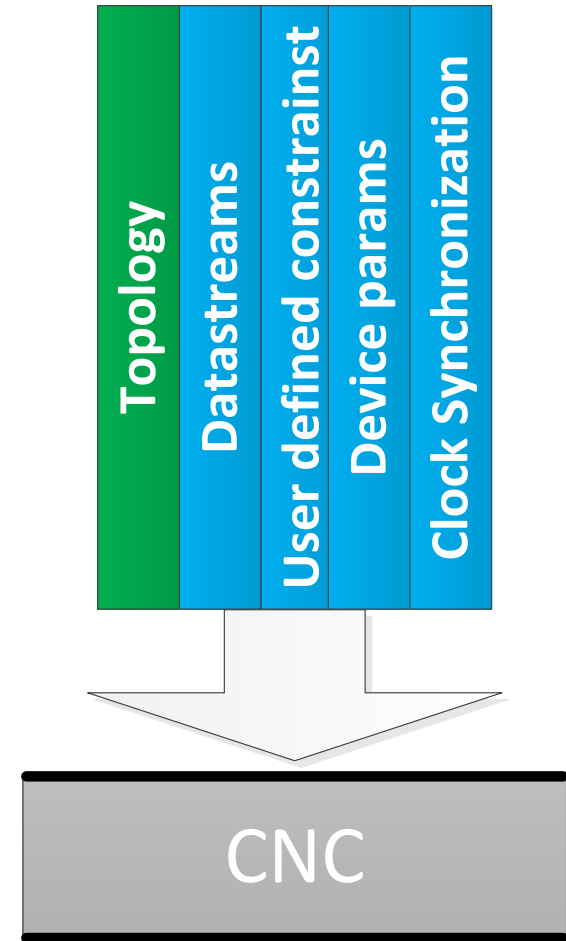 Topology
Datastreams
User defined constrainst
Device params
Clock Synchronization
CNC